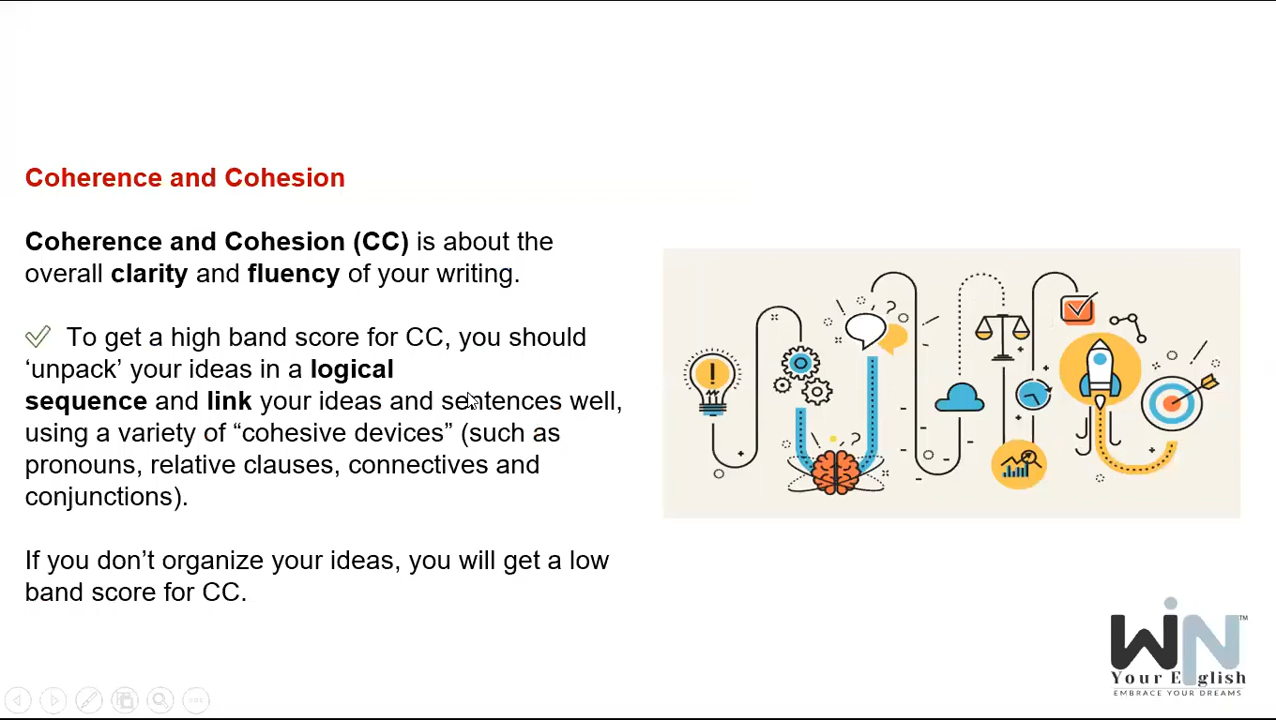 Coherence and Cohesion
Coherence and Cohesion (CC) is about the
overall clarity and fluency of your writing.
To get a high band score for CC, you should
‘unpack’ your ideas in a logical
sequence and link your ideas and sentences well,
using a variety of “cohesive devices” (such as
pronouns, relative clauses, connectives and
conjunctions).
If you don’t organize your ideas, you will get a low
band score for CC.
WIN™
Your English
EMBRACE YOUR DREAMS